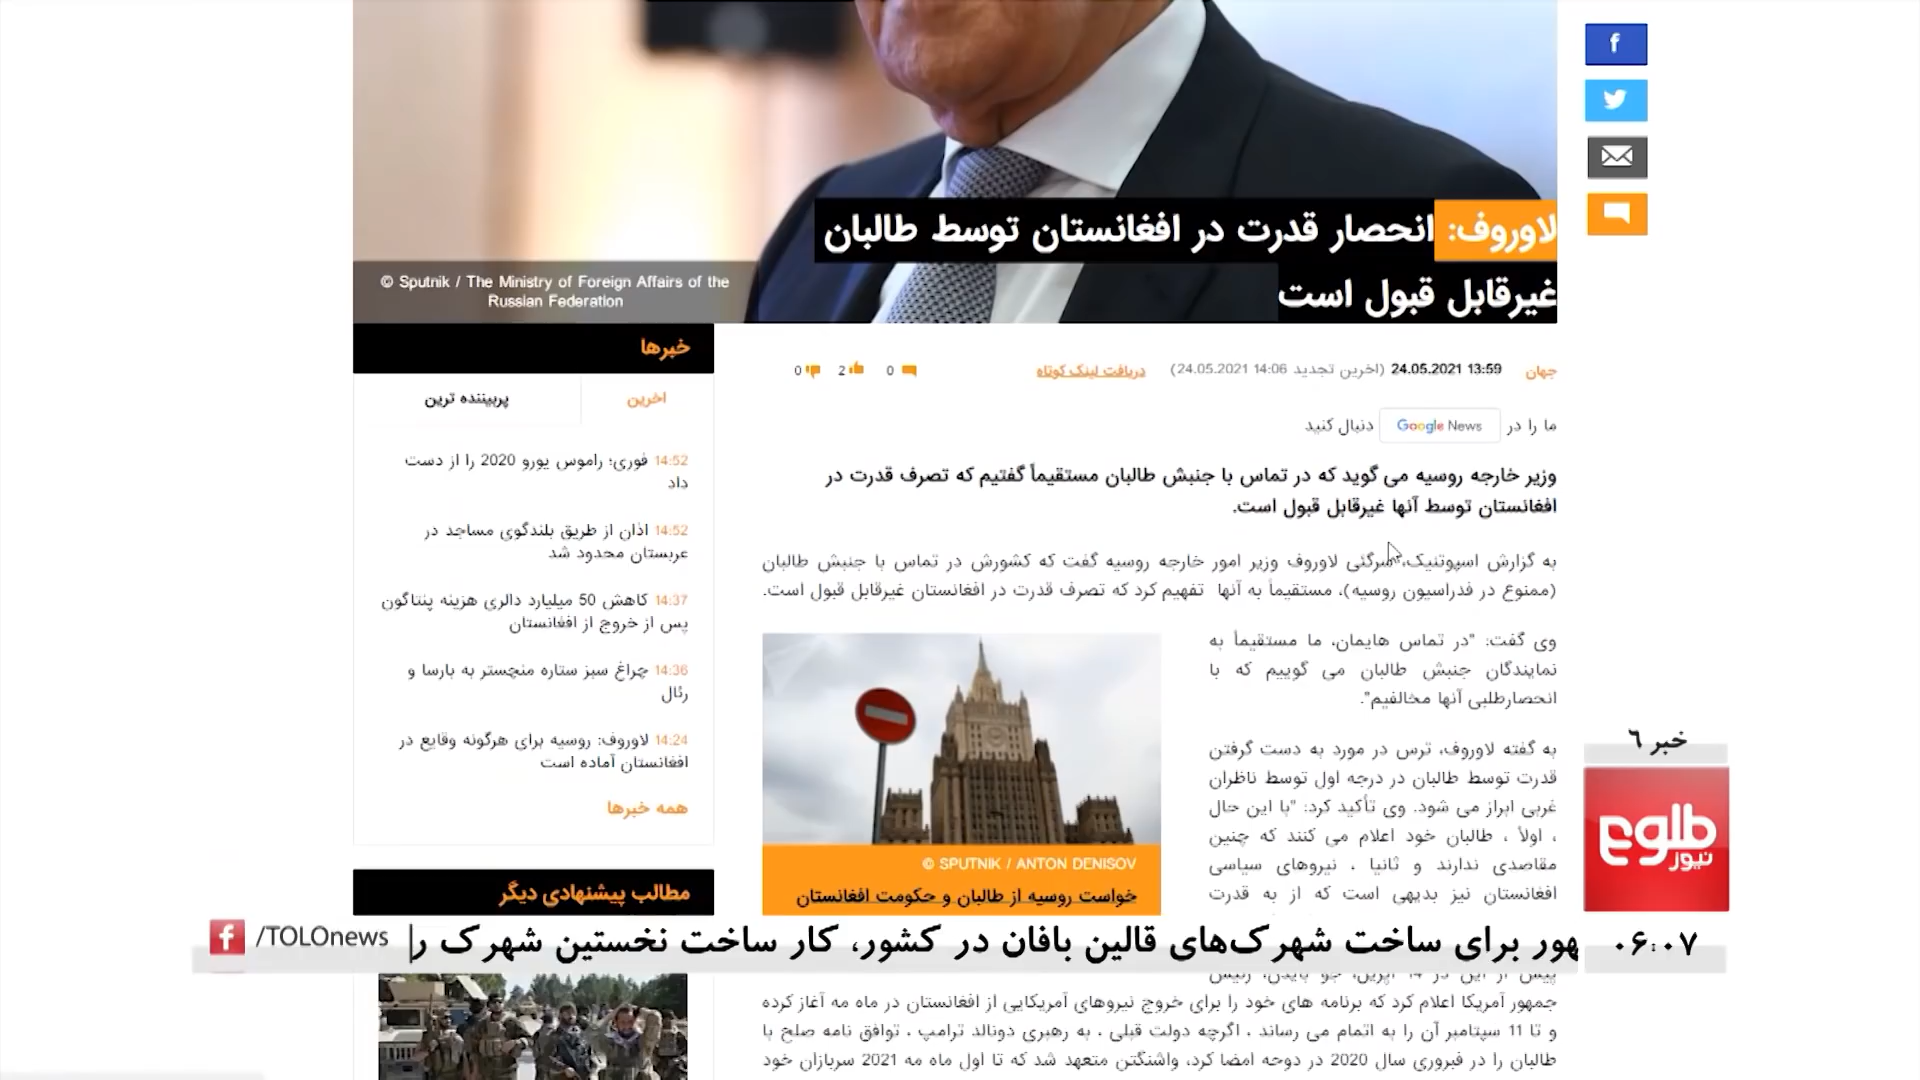 لاوروف: انحصار قدرت در افغانستان توسط طالبان
غیرقابل قبول است
© Sputnik / The Ministry of Foreign Affairs of the
Russian Federation
جهان 24.05.2021 13:59 (آخرین تجدید 24.05.2021 14:06) دریافت لینک کوتاه 0 2 0
ما را در Google News دنبال کنید
وزیر خارجه روسیه می گوید که در تماس با جنبش طالبان مستقیماً گفتیم که تصرف قدرت در
افغانستان توسط آنها غیرقابل قبول است.
به گزارش اسپوتنیک، سرگئی لاوروف وزیر امور خارجه روسیه گفت که کشورش در تماس با جنبش طالبان
(ممنوع در فدراسیون روسیه)، مستقیماً به آنها تفهیم کرد که تصرف قدرت در افغانستان غیرقابل قبول است.
وی گفت: "در تماس هایمان، ما مستقیماً به
نمایندگان جنبش طالبان می گوییم که با
انحصارطلبی آنها مخالفیم".
به گفته لاوروف، ترس در مورد به دست گرفتن
قدرت توسط طالبان در درجه اول توسط ناظران
غربی ابراز می شود. وی تأکید کرد: "با این حال
، اولاً ، طالبان خود اعلام می کنند که چنین
مقاصدی ندارند و ثانیا ، نیروهای سیاسی
افغانستان نیز بدیهی است که از به قدرت
© SPUTNIK / ANTON DENISOV
خواست روسیه از طالبان و حکومت افغانستان
پیش از این در 14 اپریل، جو بایدن، رئیس
جمهور آمریکا اعلام کرد که برنامه های خود را برای خروج نیروهای آمریکایی از افغانستان در ماه مه آغاز کرده
و تا 11 سپتامبر آن را به اتمام می رساند ، اگرچه دولت قبلی ، به رهبری دونالد ترامپ ، توافق نامه صلح با
طالبان را در فبروری سال 2020 در دوحه امضا کرد، واشنگتن متعهد شد که تا اول ماه مه 2021 سربازان خود
خبرها
آخرین
پربیننده ترین
14:52 فوری؛ راموس یورو 2020 را از دست
داد
14:52 اذان از طریق بلندگوی مساجد در
عربستان محدود شد
14:37 کاهش 50 میلیارد دالری هزینه پنتاگون
پس از خروج از افغانستان
14:36 چراغ سبز ستاره منچستر به بارسا و
رئال
14:24 لاوروف: روسیه برای هرگونه وقایع در
افغانستان آماده است
همه خبرها
مطالب پیشنهادی دیگر
خبر ٦
طلوع
نیوز
۰۶:۰۷
هور برای ساخت شهرک‌های قالین بافان در کشور، کار ساخت نخستین شهرک ر
/TOLOnews